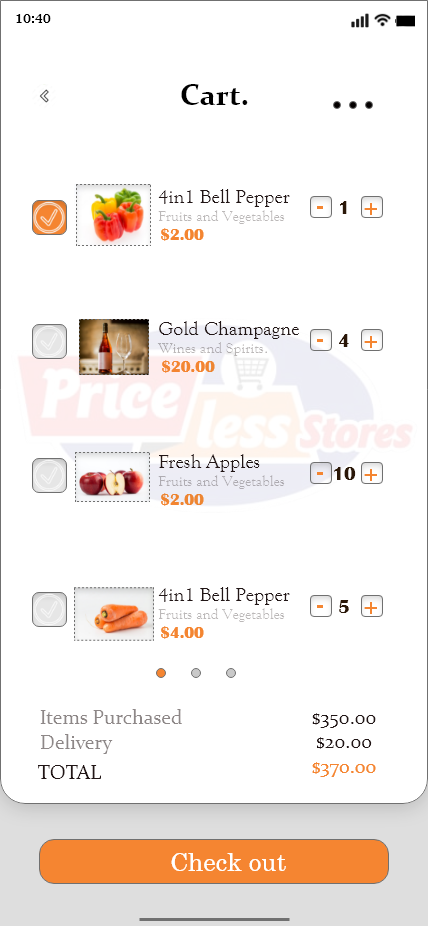 10:40
Cart.
4in1 Bell Pepper
Fruits and Vegetables
$2.00
- 1 +
Gold Champagne
Wines and Spirits.
$20.00
- 4 +
Price less Stores
Fresh Apples
Fruits and Vegetables
$2.00
- 10 +
4in1 Bell Pepper
Fruits and Vegetables
$4.00
- 5 +
Items Purchased $350.00
Delivery $20.00
TOTAL $370.00
Check out